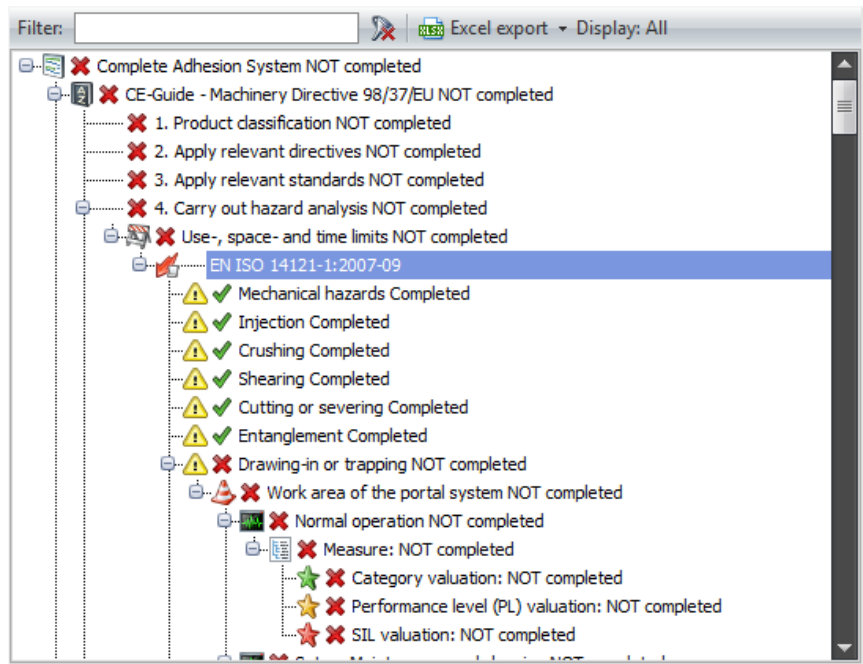 Filter:
XLSX Excel export Display: All
Complete Adhesion System NOT completed
A Z CE-Guide - Machinery Directive 98/37/EU NOT completed
1. Product classification NOT completed
2. Apply relevant directives NOT completed
3. Apply relevant standards NOT completed
4. Carry out hazard analysis NOT completed
Use-, space- and time limits NOT completed
EN ISO 14121-1:2007-09
Mechanical hazards Completed
Injection Completed
Crushing Completed
Shearing Completed
Cutting or severing Completed
Entanglement Completed
Drawing-in or trapping NOT completed
Work area of the portal system NOT completed
Normal operation NOT completed
Measure: NOT completed
Category valuation: NOT completed
Performance level (PL) valuation: NOT completed
SIL valuation: NOT completed